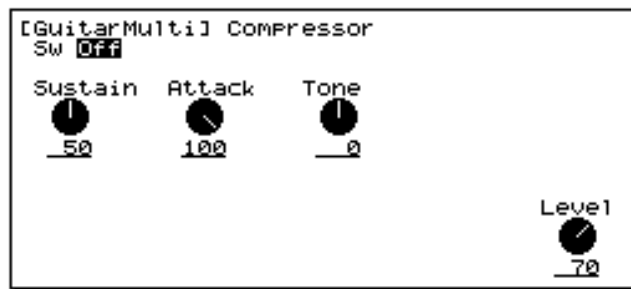 [GuitarMulti] Compressor
Sw Off
Sustain Attack Tone
50 100 0
Level
70